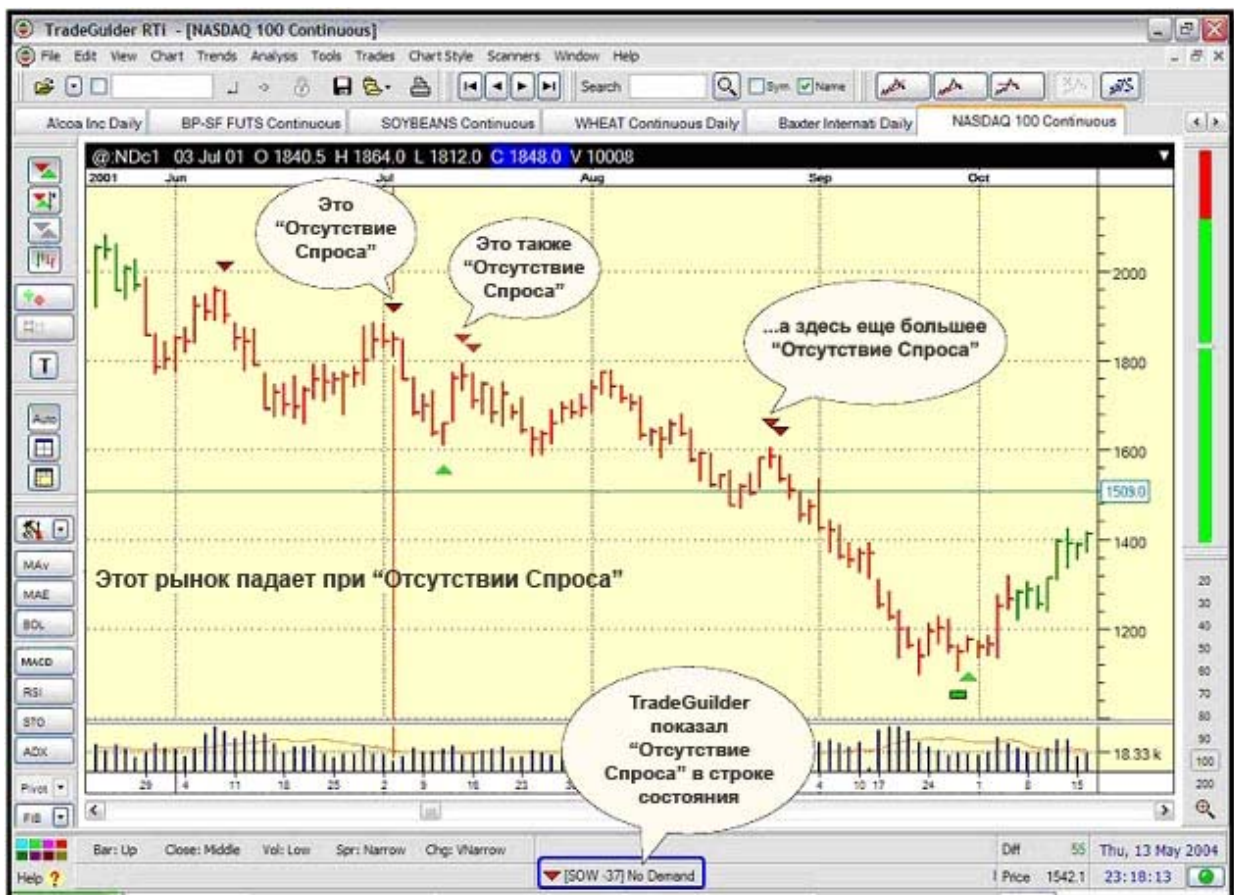 TradeGuilder RTi - [NASDAQ 100 Continuous]
File Edit View Chart Trends Analysis Tools Trades Chart Style Scanners Window Help
Search Sym. Name
Alcoa Inc Daily BP-SF FUTS Continuous SOYBEANS Continuous WHEAT Continuous Daily Baxter Internati Daily NASDAQ 100 Continuous
@:NDc1 03 Jul 01 O 1840.5 H 1864.0 L 1812.0 C 1848.0 V 10008
2001 Jun Jul Aug Sep Oct
Это
“Отсутствие
Спроса”
Это также
“Отсутствие
Спроса”
...а здесь еще большее
“Отсутствие Спроса”
2000
1800
1600
1509.0
1400
1200
18.33 k
Этот рынок падает при “Отсутствии Спроса”
TradeGuilder
показал
“Отсутствие
Спроса” в строке
состояния
T
Auto
MAv
MAE
BOL
MACD
RSI
STO
ADX
Pivot
FIB
20
30
40
50
60
70
80
90
100
200
29 4 11 18 25 2 9 16 23 4 10 17 24 1 8 15
Bar: Up Close: Middle Vol: Low Spr: Narrow Chg: VNarrow
Diff 55 Thu, 13 May 2004
Help ? [SOW -37] No Demand Price 1542.1 23:18:13